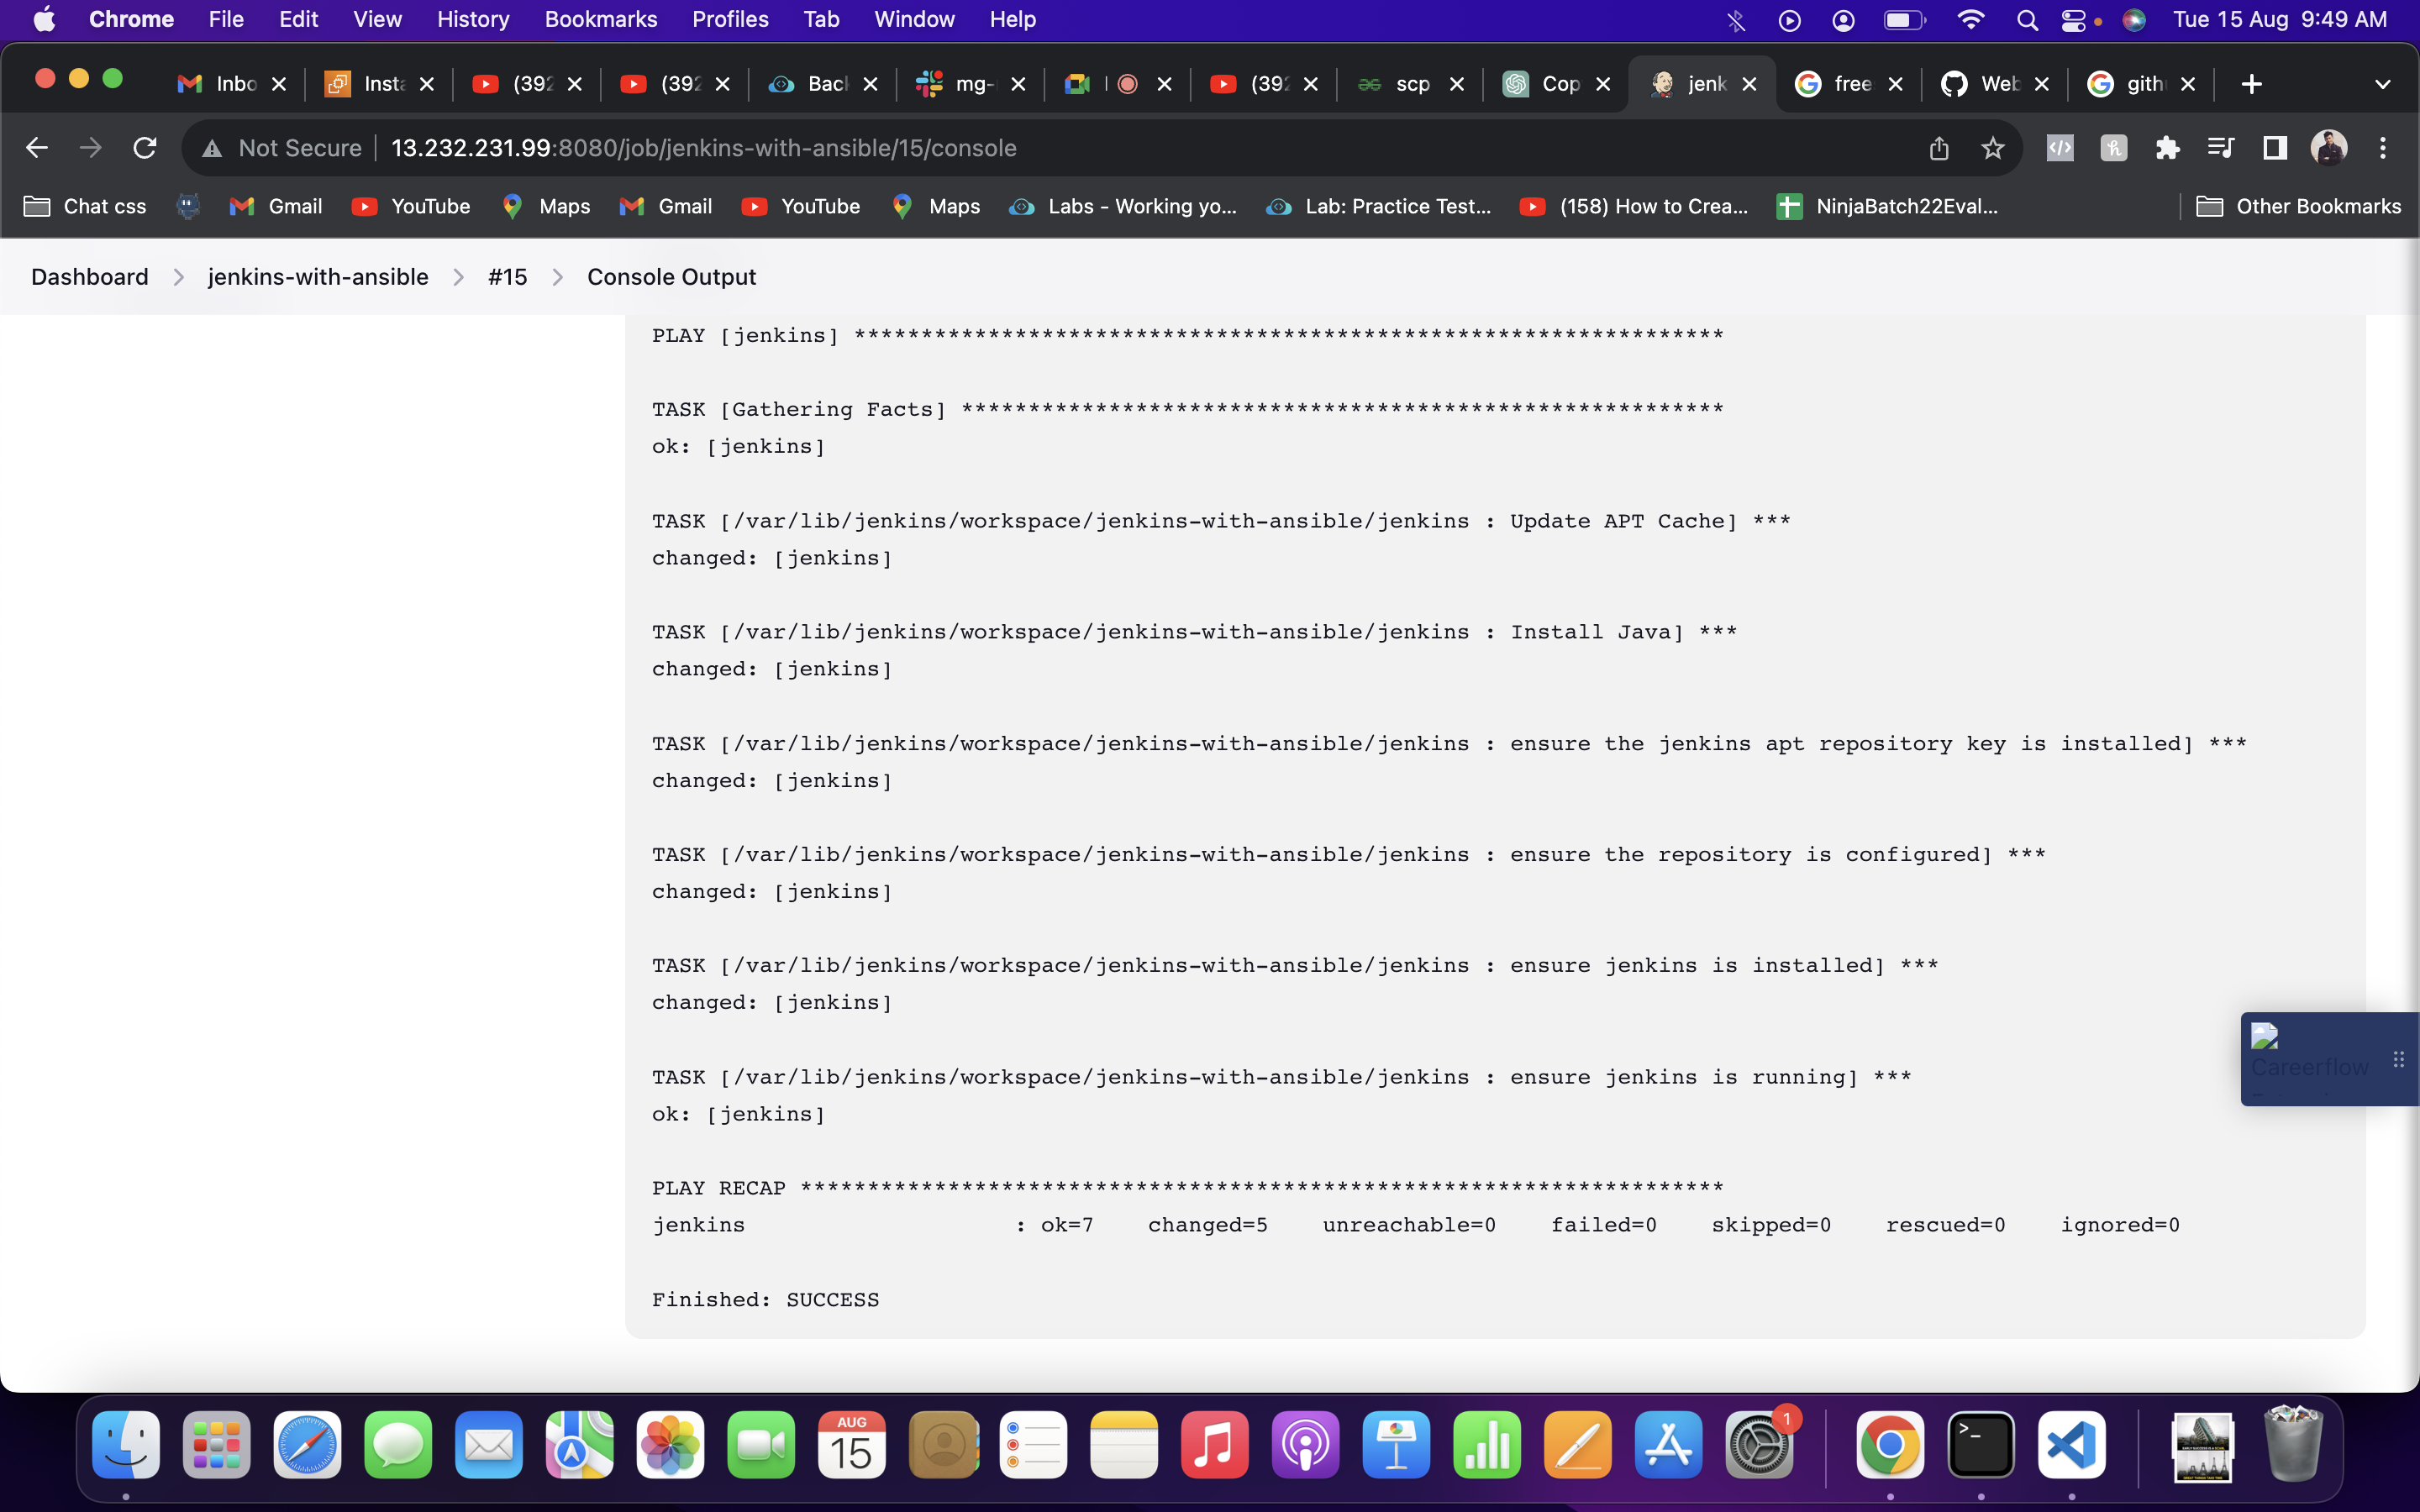 Chrome File Edit View History Bookmarks Profiles Tab Window Help Tue 15 Aug 9:49 AM
Inbo Insta (392 (392 Back mg- (392 scp Cop jenk free Web gith
Not Secure 13.232.231.99:8080/job/jenkins-with-ansible/15/console
Chat css Gmail YouTube Maps Gmail YouTube Maps Labs - Working yo... Lab: Practice Test... (158) How to Crea... NinjaBatch22Eval... Other Bookmarks
Dashboard jenkins-with-ansible #15 Console Output
PLAY [jenkins] *****************************************************************
TASK [Gathering Facts] *********************************************************
ok: [jenkins]
TASK [/var/lib/jenkins/workspace/jenkins-with-ansible/jenkins : Update APT Cache] ***
changed: [jenkins]
TASK [/var/lib/jenkins/workspace/jenkins-with-ansible/jenkins : Install Java] ***
changed: [jenkins]
TASK [/var/lib/jenkins/workspace/jenkins-with-ansible/jenkins : ensure the jenkins apt repository key is installed] ***
changed: [jenkins]
TASK [/var/lib/jenkins/workspace/jenkins-with-ansible/jenkins : ensure the repository is configured] ***
changed: [jenkins]
TASK [/var/lib/jenkins/workspace/jenkins-with-ansible/jenkins : ensure jenkins is installed] ***
changed: [jenkins]
Careerflow
TASK [/var/lib/jenkins/workspace/jenkins-with-ansible/jenkins : ensure jenkins is running] ***
ok: [jenkins]
PLAY RECAP *********************************************************************
jenkins : ok=7 changed=5 unreachable=0 failed=0 skipped=0 rescued=0 ignored=0
Finished: SUCCESS
AUG
15
1